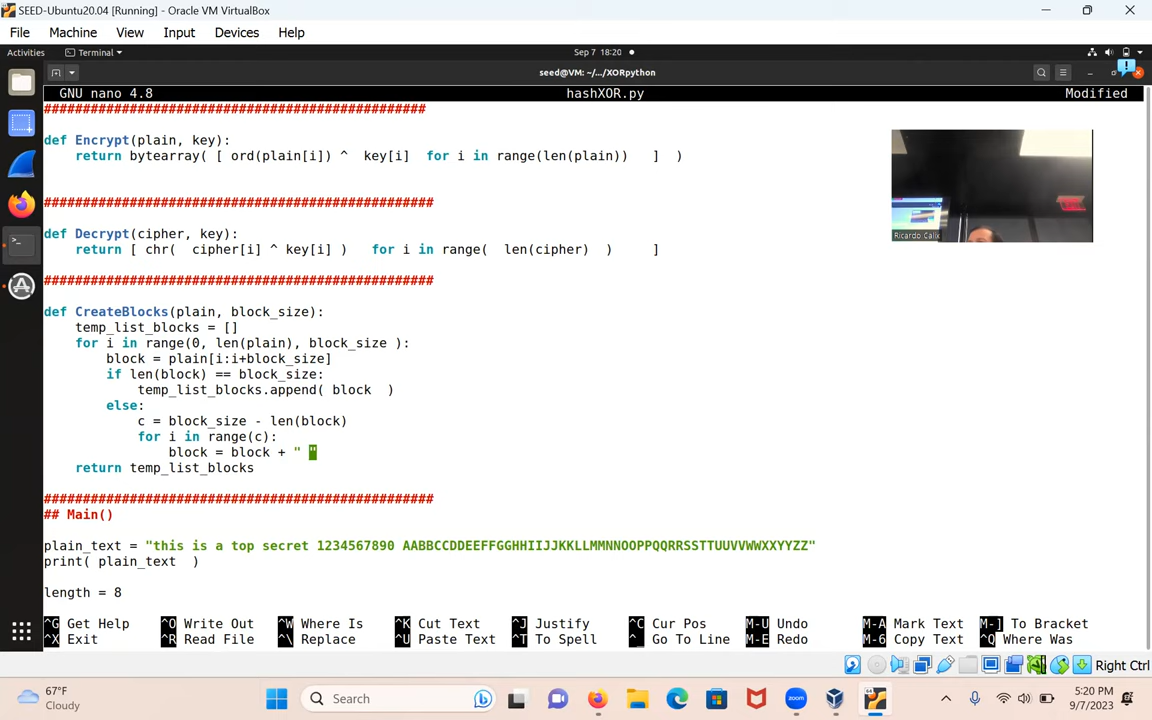 SEED-Ubuntu20.04 [Running] - Oracle VM VirtualBox
File Machine View Input Devices Help
Activities Terminal Sep 7 18:20
seed@VM: ~/.../XORpython
GNU nano 4.8 hashXOR.py Modified
#################################################
def Encrypt(plain, key):
    return bytearray( [ ord(plain[i]) ^  key[i]  for i in range(len(plain))   ]  )
##################################################
def Decrypt(cipher, key):
    return [ chr(  cipher[i] ^ key[i] )   for i in range(  len(cipher)  )     ]
##################################################
def CreateBlocks(plain, block_size):
    temp_list_blocks = []
    for i in range(0, len(plain), block_size ):
        block = plain[i:i+block_size]
        if len(block) == block_size:
            temp_list_blocks.append( block  )
        else:
            c = block_size - len(block)
            for i in range(c):
                block = block + " "
    return temp_list_blocks
##################################################
## Main()
plain_text = "this is a top secret 1234567890 AABBCCDDEEFFGGHHIIJJKKLLMMNNOOPPQQRRSSTTUUVVWWXXYYZZ"
print( plain_text  )
length = 8
^G Get Help ^O Write Out ^W Where Is ^K Cut Text ^J Justify ^C Cur Pos M-U Undo M-A Mark Text M-] To Bracket
^X Exit ^R Read File ^\ Replace ^U Paste Text ^T To Spell ^_ Go To Line M-E Redo M-6 Copy Text ^Q Where Was
Ricardo Calix
Right Ctrl
67°F
Cloudy
Search
zoom
5:20 PM
9/7/2023